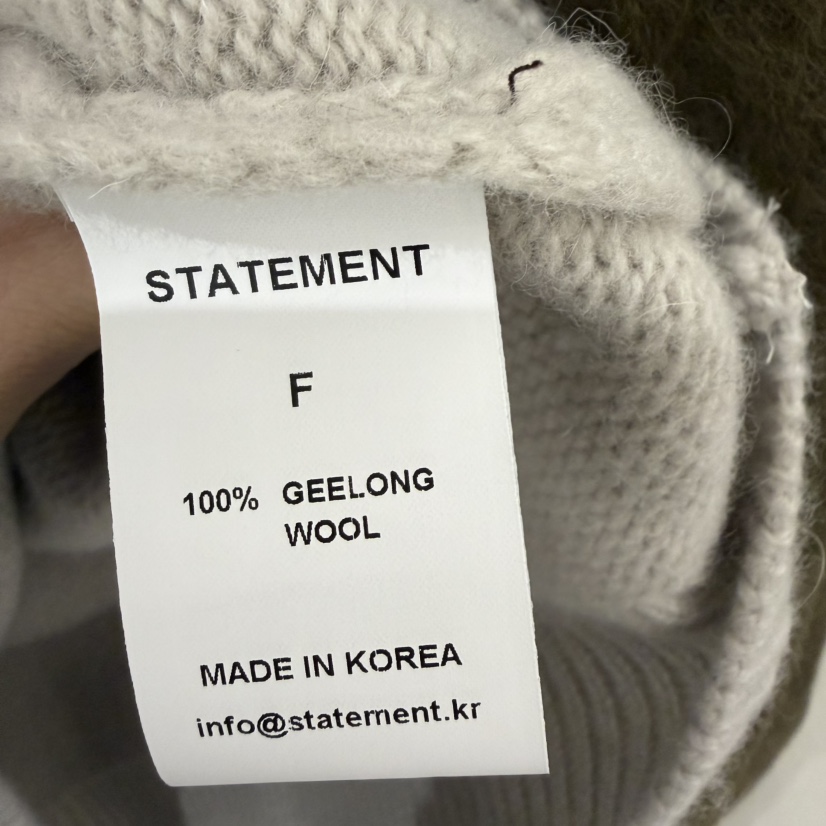 STATEMENT
F
100% GEELONG
WOOL
MADE IN KOREA
info@statement.kr